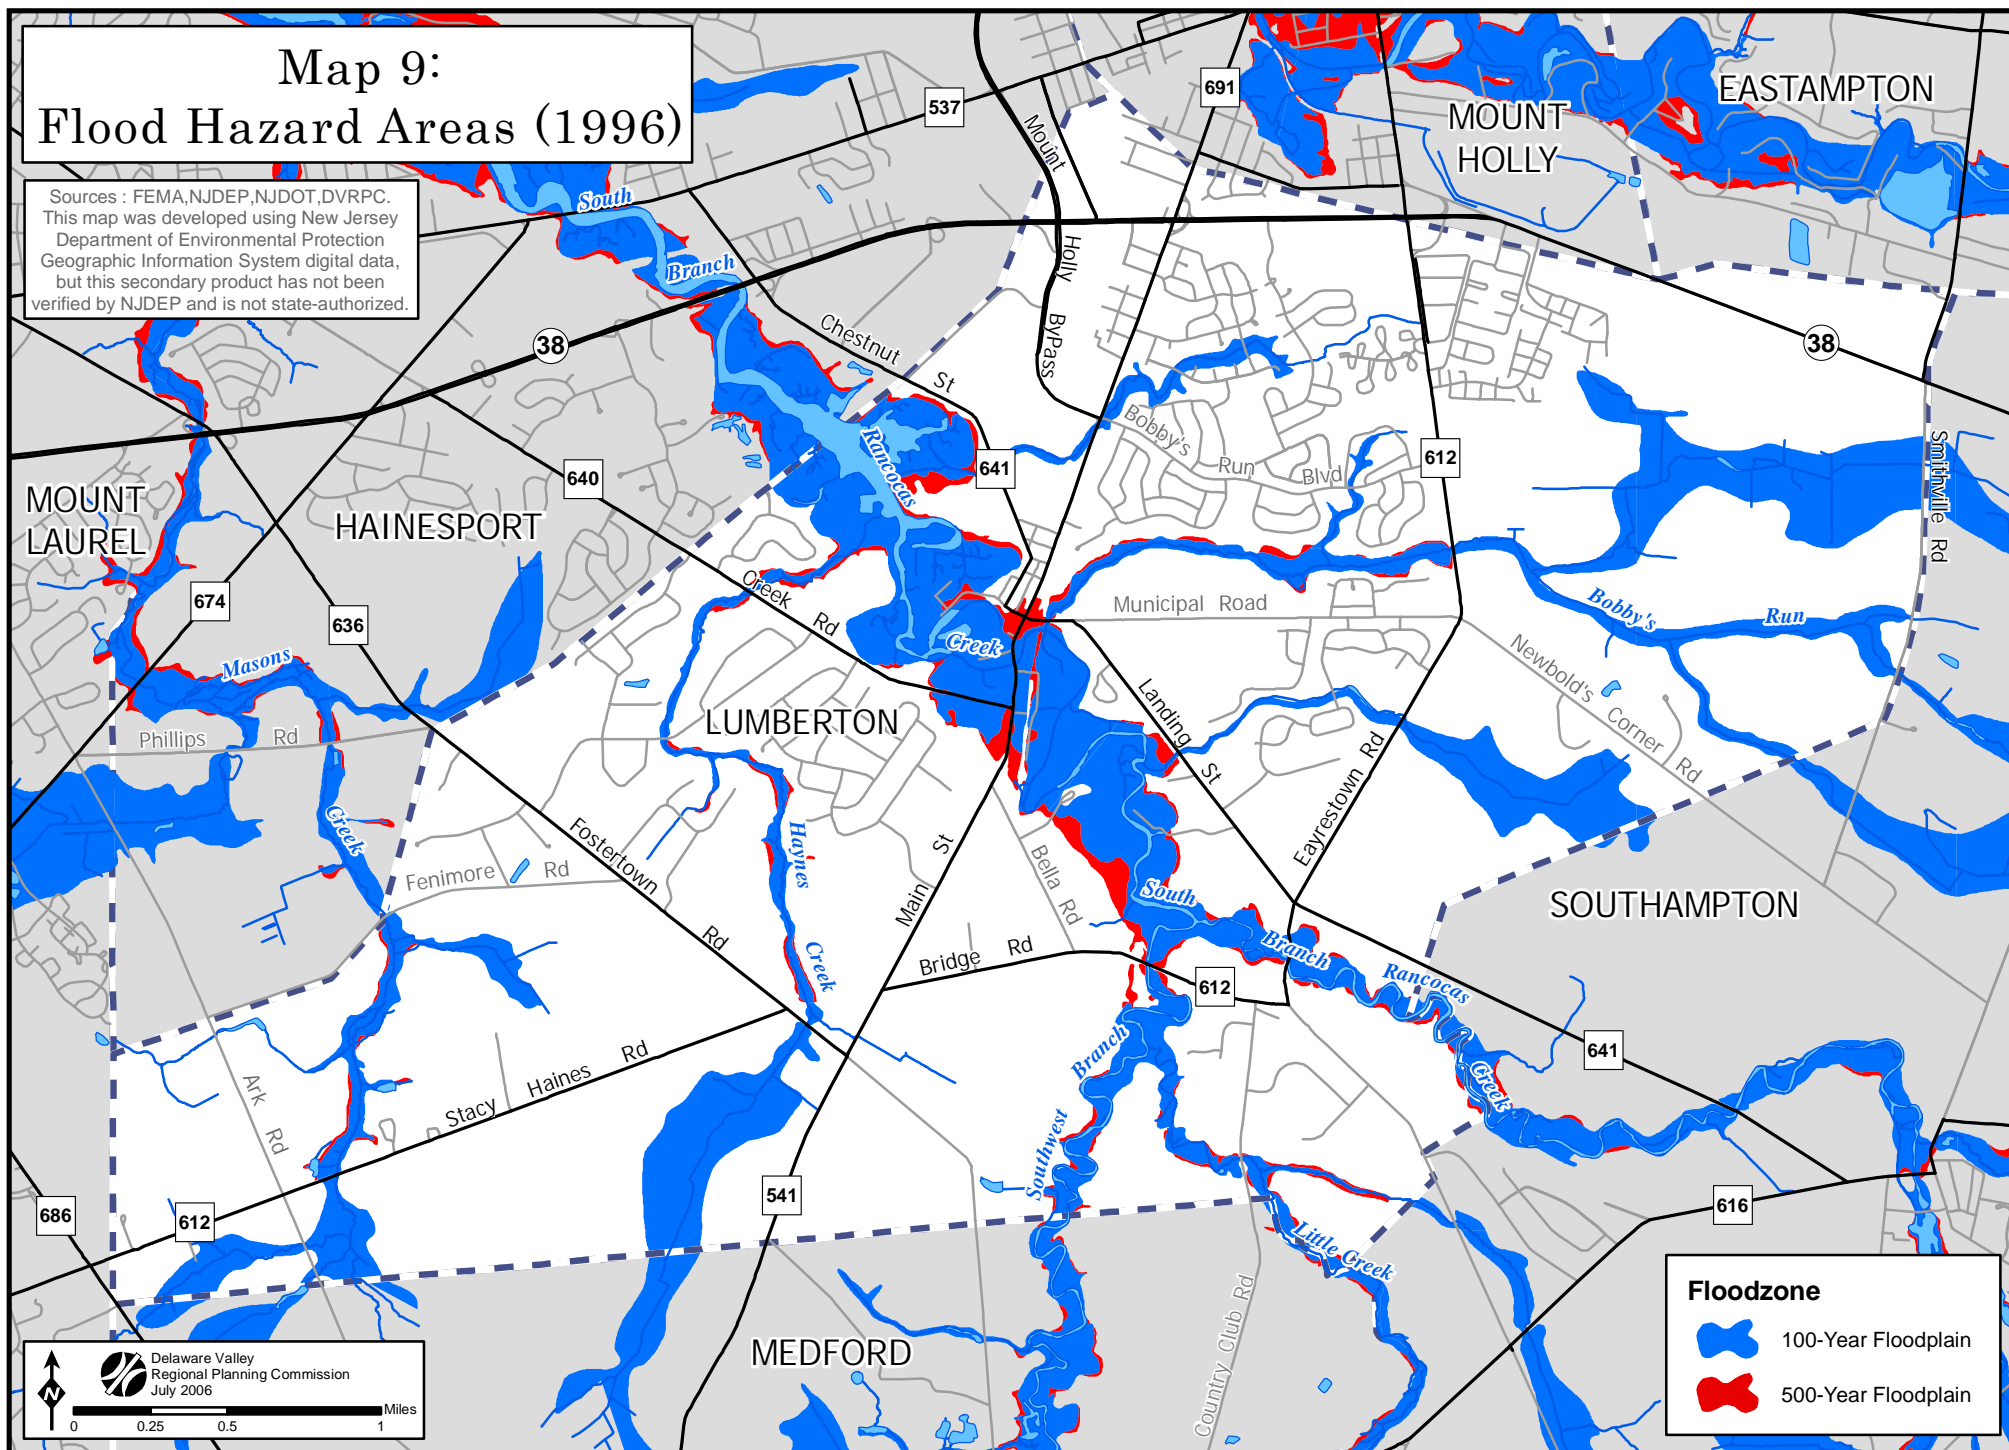 Map 9:
Flood Hazard Areas (1996)
Sources : FEMA,NJDEP,NJDOT,DVRPC.
This map was developed using New Jersey
Department of Environmental Protection
Geographic Information System digital data,
but this secondary product has not been
verified by NJDEP and is not state-authorized.
537
691
MOUNT
HOLLY
EASTAMPTON
Mount
Holly
ByPass
South
Branch
Rancocas
Creek
38
38
Chestnut
St
641
640
Bobby's
Run
Blvd
612
Smithville Rd
MOUNT
LAUREL
HAINESPORT
674
636
Creek
Rd
Municipal Road
Bobby's
Run
Newbold's
Corner
Rd
Masons
Creek
Phillips
Rd
LUMBERTON
Landing
St
Eayrestown Rd
Haynes
Creek
Fostertown
Rd
Fenimore
Rd
Main
St
Bella Rd
Bridge
Rd
South
Branch
Rancocas
Creek
SOUTHAMPTON
612
641
Branch
Southwest
Stacy
Haines
Rd
Ark
Rd
541
686
612
616
Little Creek
Country Club Rd
MEDFORD
Floodzone
100-Year Floodplain
500-Year Floodplain
N
Delaware Valley
Regional Planning Commission
July 2006
Miles
0
0.25
0.5
1